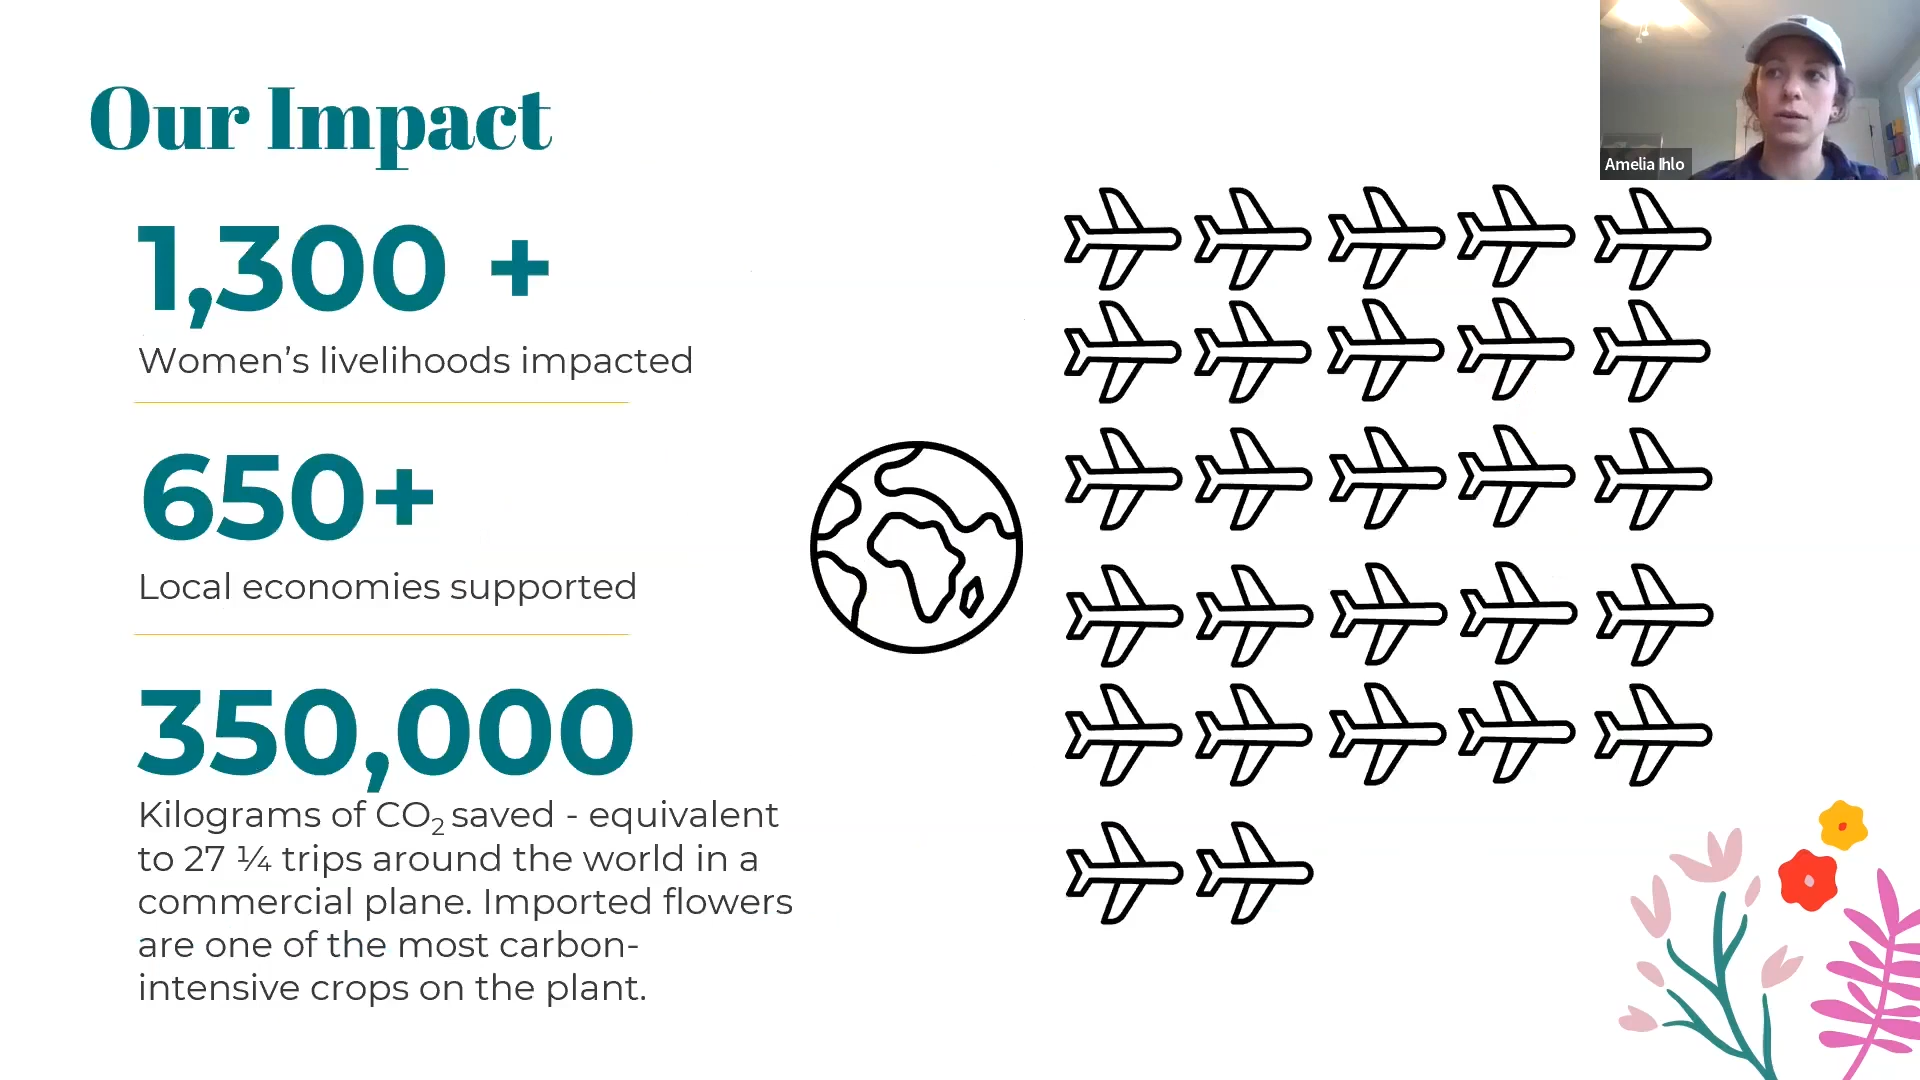 Our Impact
1,300 +
Women’s livelihoods impacted
650+
Local economies supported
350,000
Kilograms of CO₂ saved - equivalent
to 27 ¼ trips around the world in a
commercial plane. Imported flowers
are one of the most carbon-
intensive crops on the plant.
Amelia Ihlo